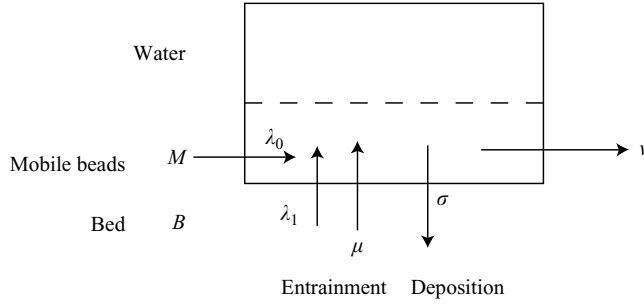 Water
λ0
Mobile beads M
ν
σ
Bed B
λ1
μ
Entrainment Deposition